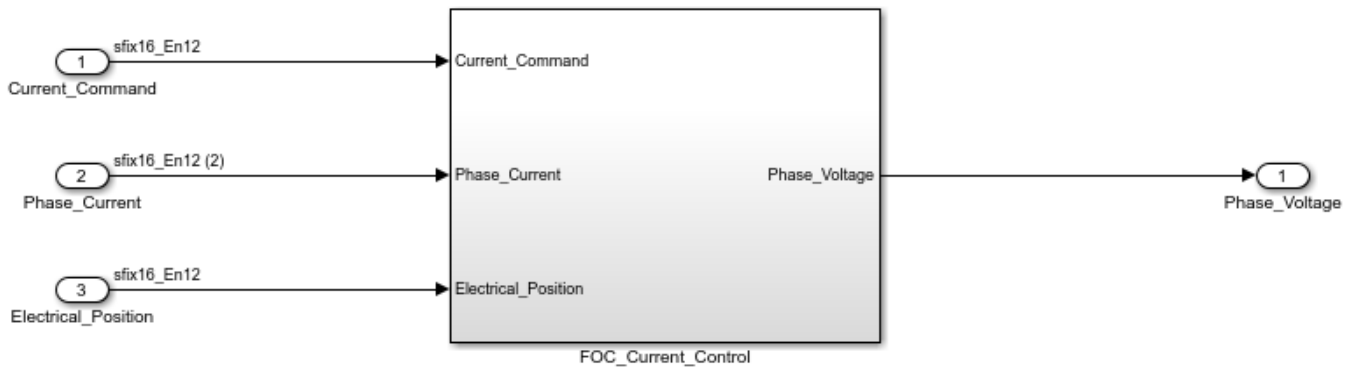 sfix16_En12
1
Current_Command
Current_Command
sfix16_En12 (2)
2
Phase_Current
Phase_Current
Phase_Voltage
1
Phase_Voltage
sfix16_En12
3
Electrical_Position
Electrical_Position
FOC_Current_Control